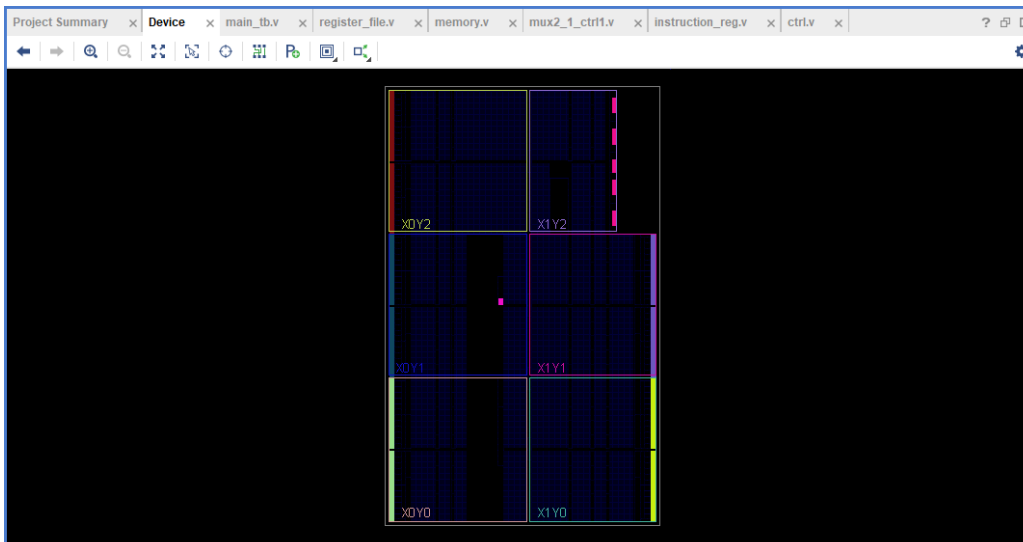 Project Summary × Device × main_tb.v × register_file.v × memory.v × mux2_1_ctrl1.v × instruction_reg.v × ctrl.v × ?
X0Y2 X1Y2
X0Y1 X1Y1
X0Y0 X1Y0